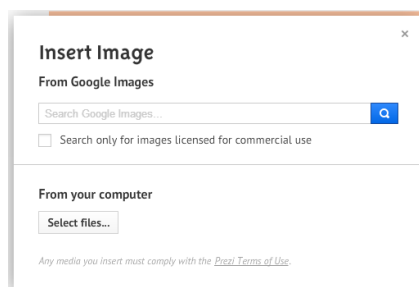 Insert Image
From Google Images
Search Google Images...
Search only for images licensed for commercial use
From your computer
Select files...
Any media you insert must comply with the Prezi Terms of Use.